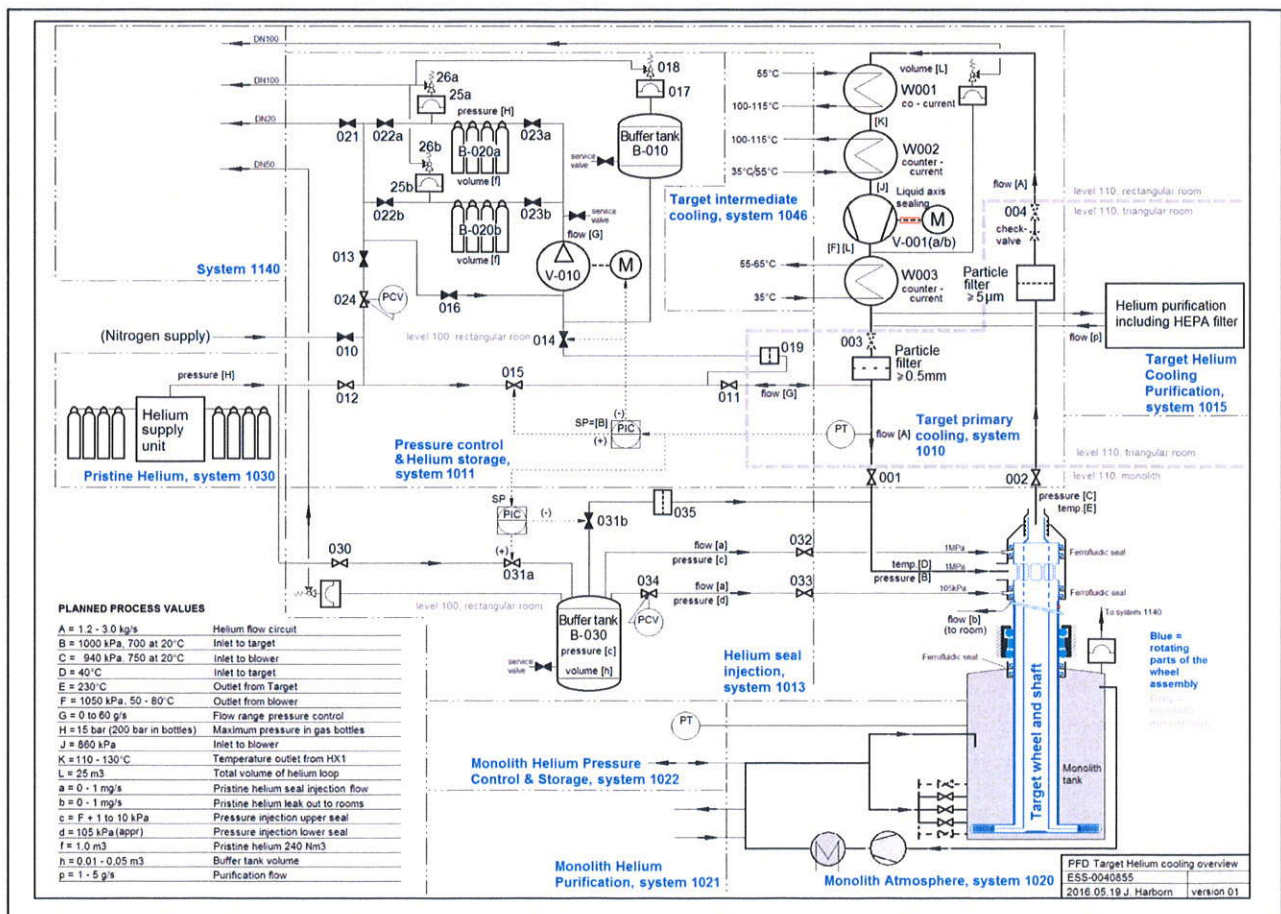 DN100
DN100
DN20
DN50
26a
25a
pressure [H]
018
017
021
022a
023a
B-020a
volume [f]
26b
25b
022b
023b
B-020b
volume [f]
Buffer tank
B-010
service
valve
service
valve
flow [G]
V-010
M
System 1140
013
024
PCV
016
(Nitrogen supply)
010
level 100, rectangular room
014
019
pressure [H]
012
015
011
flow [G]
Helium
supply
unit
Pristine Helium, system 1030
Pressure control
& Helium storage,
system 1011
SP=[B]
(-)
(+)
PIC
PT
flow [A]
55°C
100-115°C
volume [L]
W001
co - current
[K]
100-115°C
35°C/55°C
W002
counter -
current
[J]
Target intermediate
cooling, system 1046
Liquid axis
sealing
M
V-001(a/b)
[F] [L]
55-65°C
35°C
W003
counter -
current
flow [A]
level 110, rectangular room
level 110, triangular room
004
check-
valve
Particle
filter
≥5µm
003
Particle
filter
≥0.5mm
Helium purification
including HEPA filter
flow [p]
Target Helium
Cooling
Purification,
system 1015
Target primary
cooling, system
1010
level 110, triangular room
level 110, monolith
001
002
pressure [C]
temp.[E]
SP
PIC
(-)
(+)
031b
035
030
031a
flow [a]
pressure [c]
032
1MPa
Ferrofluidic seal
temp.[D]
pressure [B]
1MPa
034
PCV
flow [a]
pressure [d]
033
105kPa
Ferrofluidic seal
level 100, rectangular room
flow [b]
(to room)
To system 1140
Buffer tank
B-030
pressure [c]
volume [h]
service
valve
Helium seal
injection,
system 1013
Ferrofluidic seal
Blue =
rotating
parts of the
wheel
assembly
Target wheel and shaft
Monolith
tank
PT
Monolith Helium Pressure
Control & Storage, system 1022
Monolith Helium
Purification, system 1021
Monolith Atmosphere, system 1020
PLANNED PROCESS VALUES
A = 1.2 - 3.0 kg/s Helium flow circuit
B = 1000 kPa, 700 at 20°C Inlet to target
C = 940 kPa, 750 at 20°C Inlet to blower
D = 40°C Inlet to target
E = 230°C Outlet from Target
F = 1050 kPa, 50 - 80°C Outlet from blower
G = 0 to 60 g/s Flow range pressure control
H = 15 bar (200 bar in bottles) Maximum pressure in gas bottles
J = 860 kPa Inlet to blower
K = 110 - 130°C Temperature outlet from HX1
L = 25 m3 Total volume of helium loop
a = 0 - 1 mg/s Pristine helium seal injection flow
b = 0 - 1 mg/s Pristine helium leak out to rooms
c = F + 1 to 10 kPa Pressure injection upper seal
d = 105 kPa (appr) Pressure injection lower seal
f = 1.0 m3 Pristine helium 240 Nm3
h = 0.01 - 0.05 m3 Buffer tank volume
p = 1 - 5 g/s Purification flow
PFD Target Helium cooling overview
ESS-0040855
2016.05.19 J. Harborn version 01